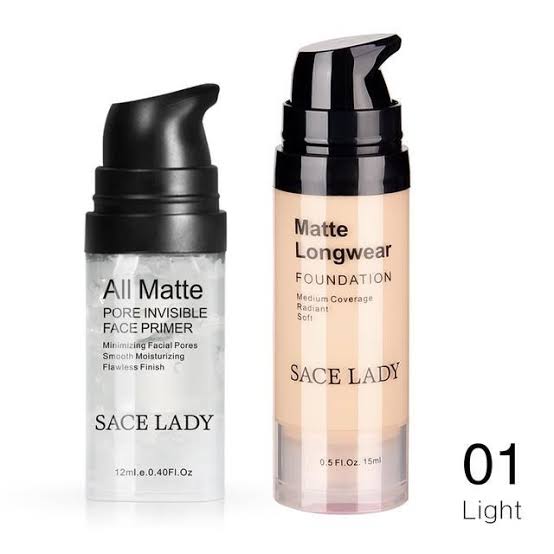 All Matte
PORE INVISIBLE
FACE PRIMER
Minimizing Facial Pores
Smooth Moisturizing
Flawless Finish
SACE LADY
12ml.e.0.40Fl.Oz
Matte
Longwear
FOUNDATION
Medium Coverage
Radiant
Soft
SACE LADY
0.5 Fl.Oz. 15ml
01
Light